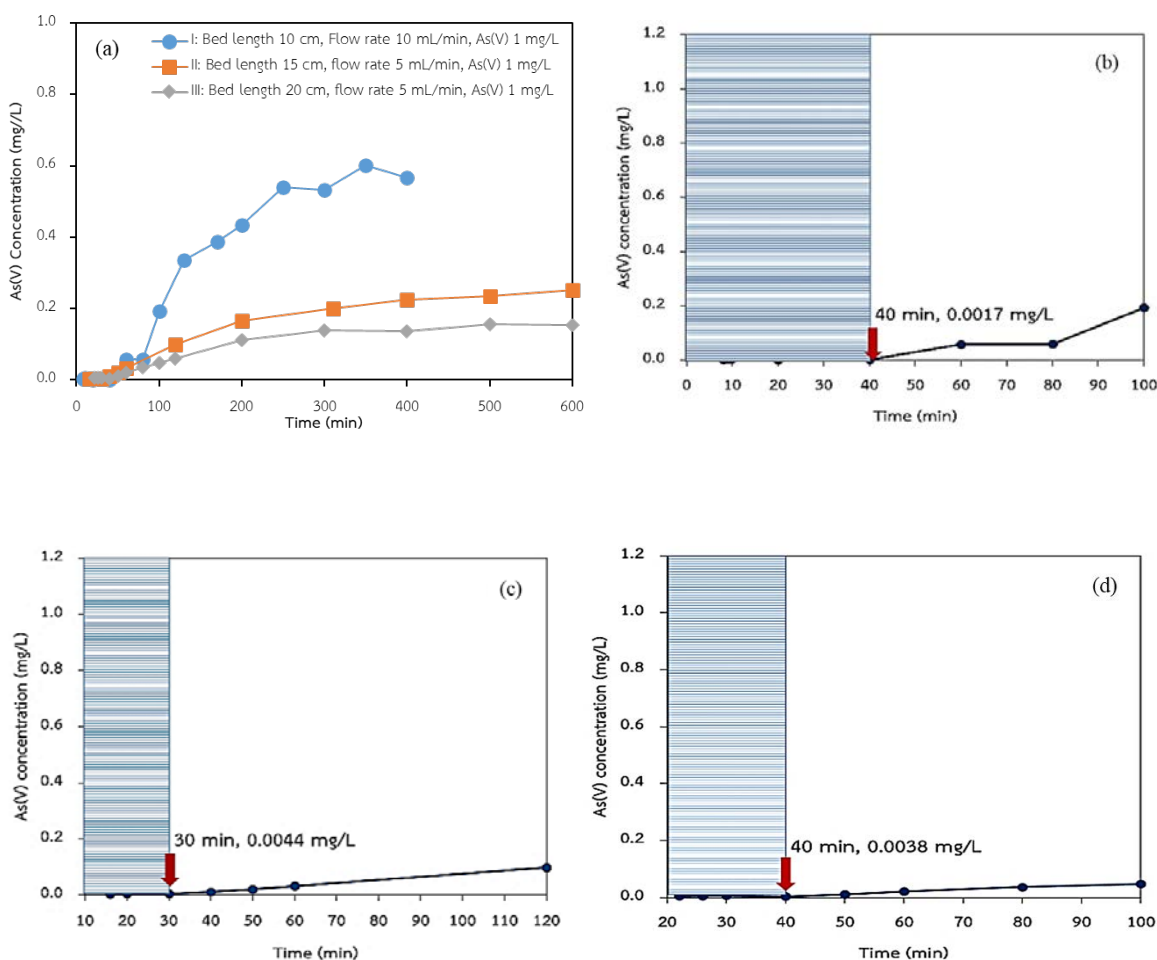 (a)
I: Bed length 10 cm, Flow rate 10 mL/min, As(V) 1 mg/L
II: Bed length 15 cm, flow rate 5 mL/min, As(V) 1 mg/L
III: Bed length 20 cm, flow rate 5 mL/min, As(V) 1 mg/L
As(V) Concentration (mg//L)
1.0
0.8
0.6
0.4
0.2
0.0
0 100 200 300 400 500 600
Time (min)
(b)
As(V) concentration (mg/L)
1.2
1.0
0.8
0.6
0.4
0.2
0.0
40 min, 0.0017 mg/L
0 10 20 30 40 50 60 70 80 90 100
Time (min)
(c)
As(V) concentration (mg/L)
1.2
1.0
0.8
0.6
0.4
0.2
0.0
30 min, 0.0044 mg/L
10 20 30 40 50 60 70 80 90 100 110 120
Time (min)
(d)
As(V) concentration (mg/L)
1.2
1.0
0.8
0.6
0.4
0.2
0.0
40 min, 0.0038 mg/L
20 30 40 50 60 70 80 90 100
Time (min)